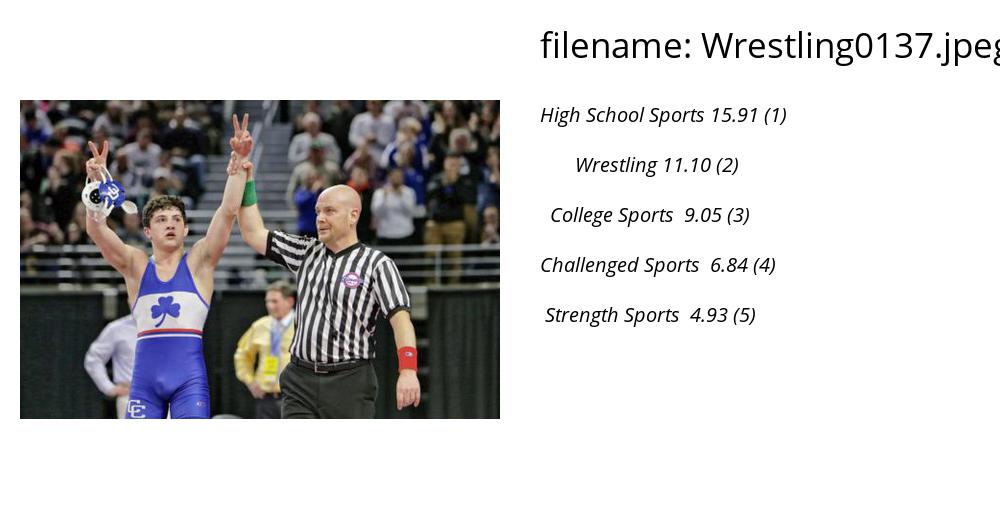 filename: Wrestling0137.jpeg
High School Sports 15.91 (1)
Wrestling 11.10 (2)
College Sports 9.05 (3)
Challenged Sports 6.84 (4)
Strength Sports 4.93 (5)
CC